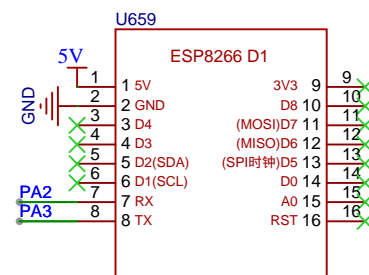 U659
ESP8266 D1
5V
GND
1 1 5V
2 2 GND
3 3 D4
4 4 D3
5 5 D2(SDA)
6 6 D1(SCL)
PA2 7 7 RX
PA3 8 8 TX
3V3 9 9
D8 10 10
(MOSI)D7 11 11
(MISO)D6 12 12
(SPI时钟)D5 13 13
D0 14 14
A0 15 15
RST 16 16